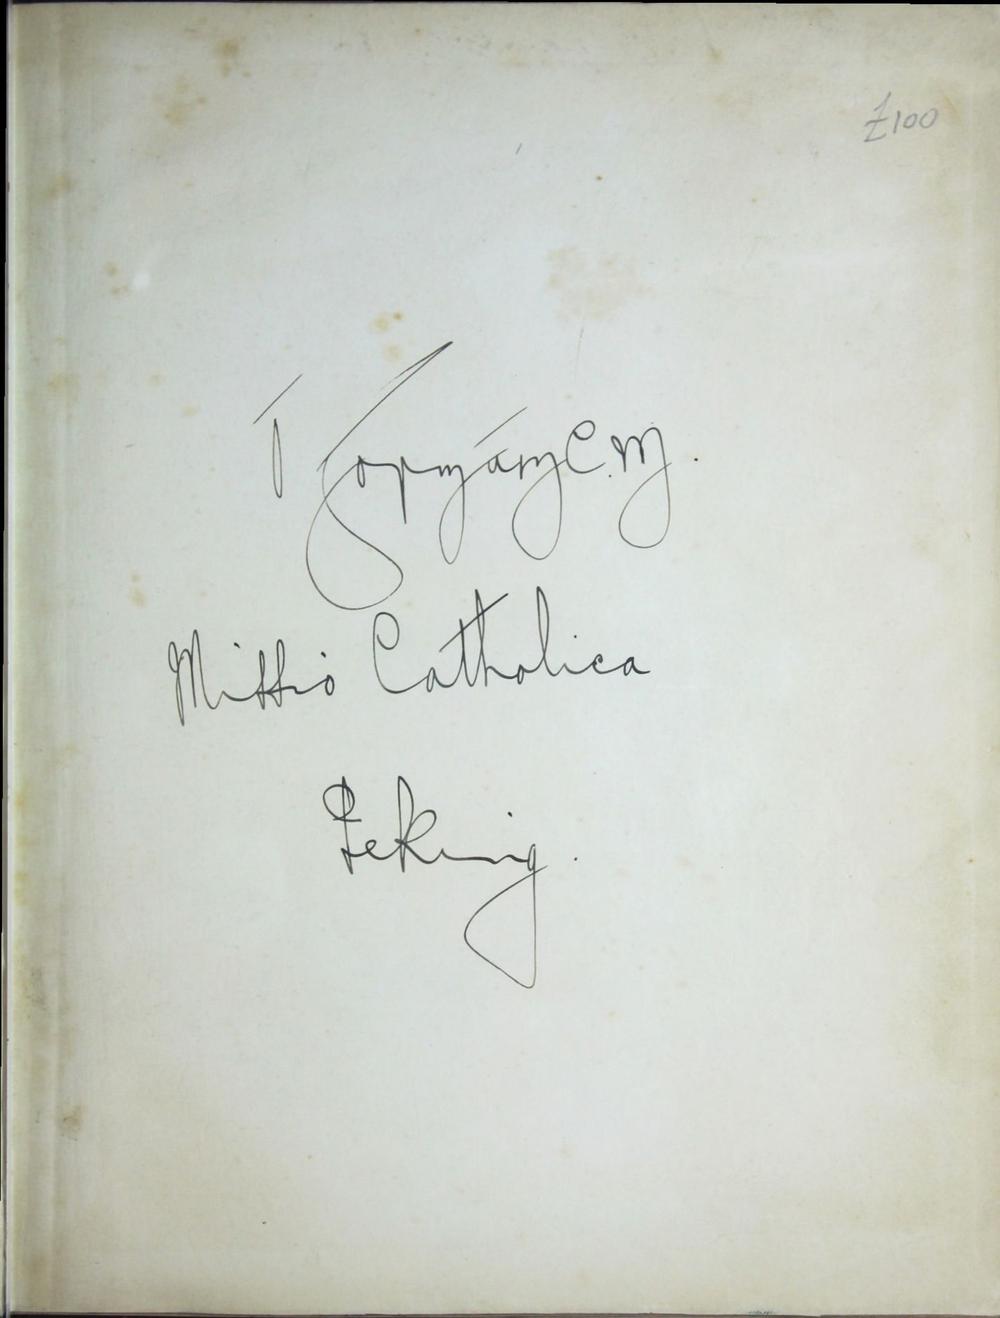 £100
C.M.
Missio Catholica
Peking.